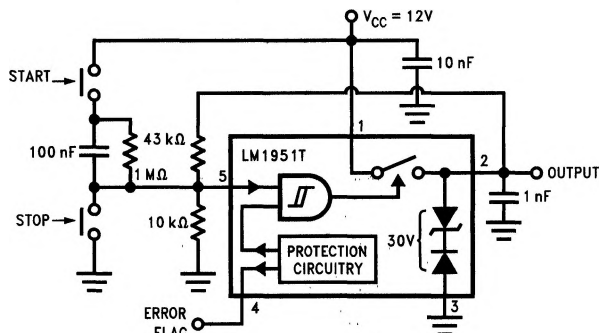 V_CC = 12V
10 nF
START
1
43 kΩ
LM1951T
100 nF
1 MΩ
5
2
OUTPUT
1 nF
STOP
10 kΩ
30V
PROTECTION
CIRCUITRY
4
3
ERROR
FLAG